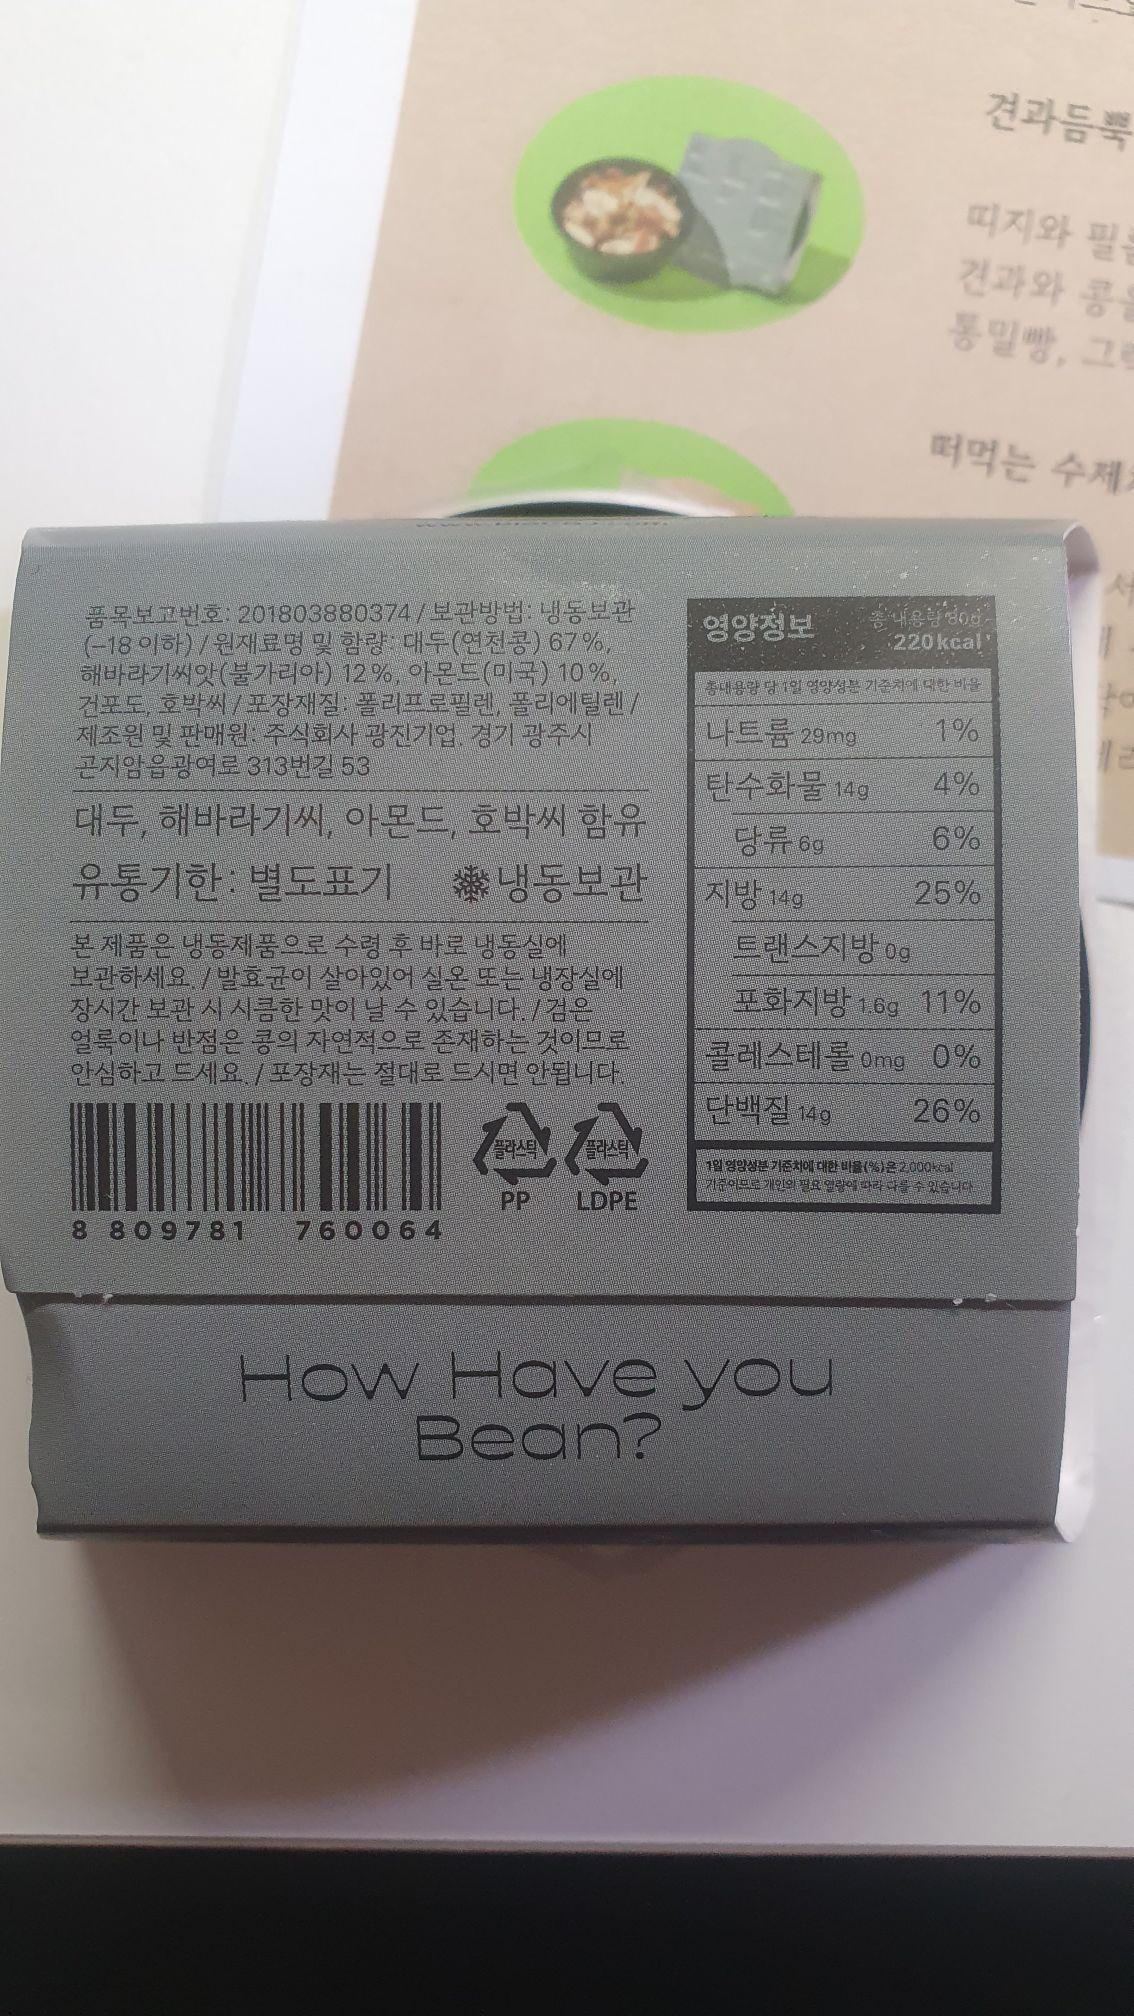 견과듬뿍
띠지와
견과와 콩을
통밀빵, 그릭
떠먹는 수제
품목보고번호: 201803880374 / 보관방법: 냉동보관
(-18 이하) / 원재료명 및 함량: 대두(연천콩) 67%,
해바라기씨앗(불가리아) 12%, 아몬드(미국) 10%,
건포도, 호박씨 / 포장재질: 폴리프로필렌, 폴리에틸렌 /
제조원 및 판매원: 주식회사 광진기업. 경기 광주시
곤지암읍광여로 313번길 53
대두, 해바라기씨, 아몬드, 호박씨 함유
유통기한: 별도표기 냉동보관
본 제품은 냉동제품으로 수령 후 바로 냉동실에
보관하세요. / 발효균이 살아있어 실온 또는 냉장실에
장시간 보관 시 시큼한 맛이 날 수 있습니다. / 검은
얼룩이나 반점은 콩의 자연적으로 존재하는 것이므로
안심하고 드세요. / 포장재는 절대로 드시면 안됩니다.
8 809781 760064
플라스틱 플라스틱
PP LDPE
영양정보 총 내용량
220kcal
총내용량 당 1일 영양성분 기준치에 대한 비율
나트륨 29mg 1%
탄수화물 14g 4%
당류 6g 6%
지방 14g 25%
트랜스지방 0g
포화지방 1.6g 11%
콜레스테롤 0mg 0%
단백질 14g 26%
1일 영양성분 기준치에 대한 비율(%)은 2,000kcal
기준이므로 개인의 필요 열량에 따라 다를 수 있습니다.
How Have you
Bean?